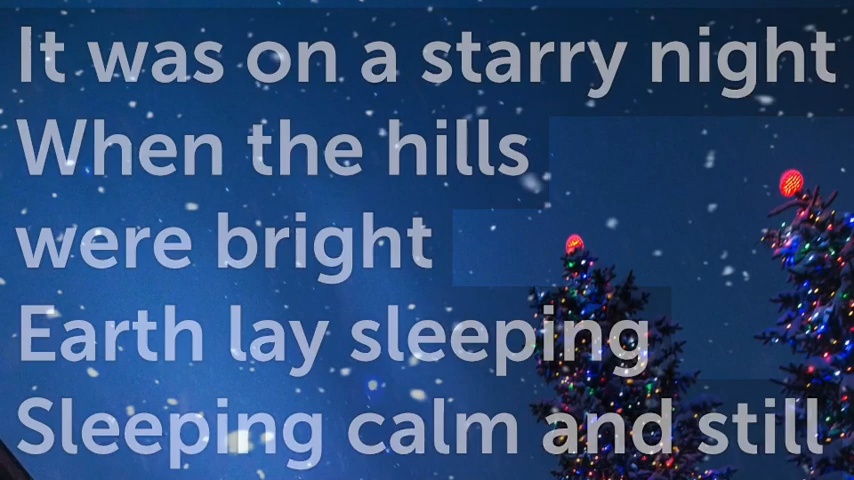 It was on a starry night
When the hills
were bright
Earth lay sleeping
Sleeping calm and still